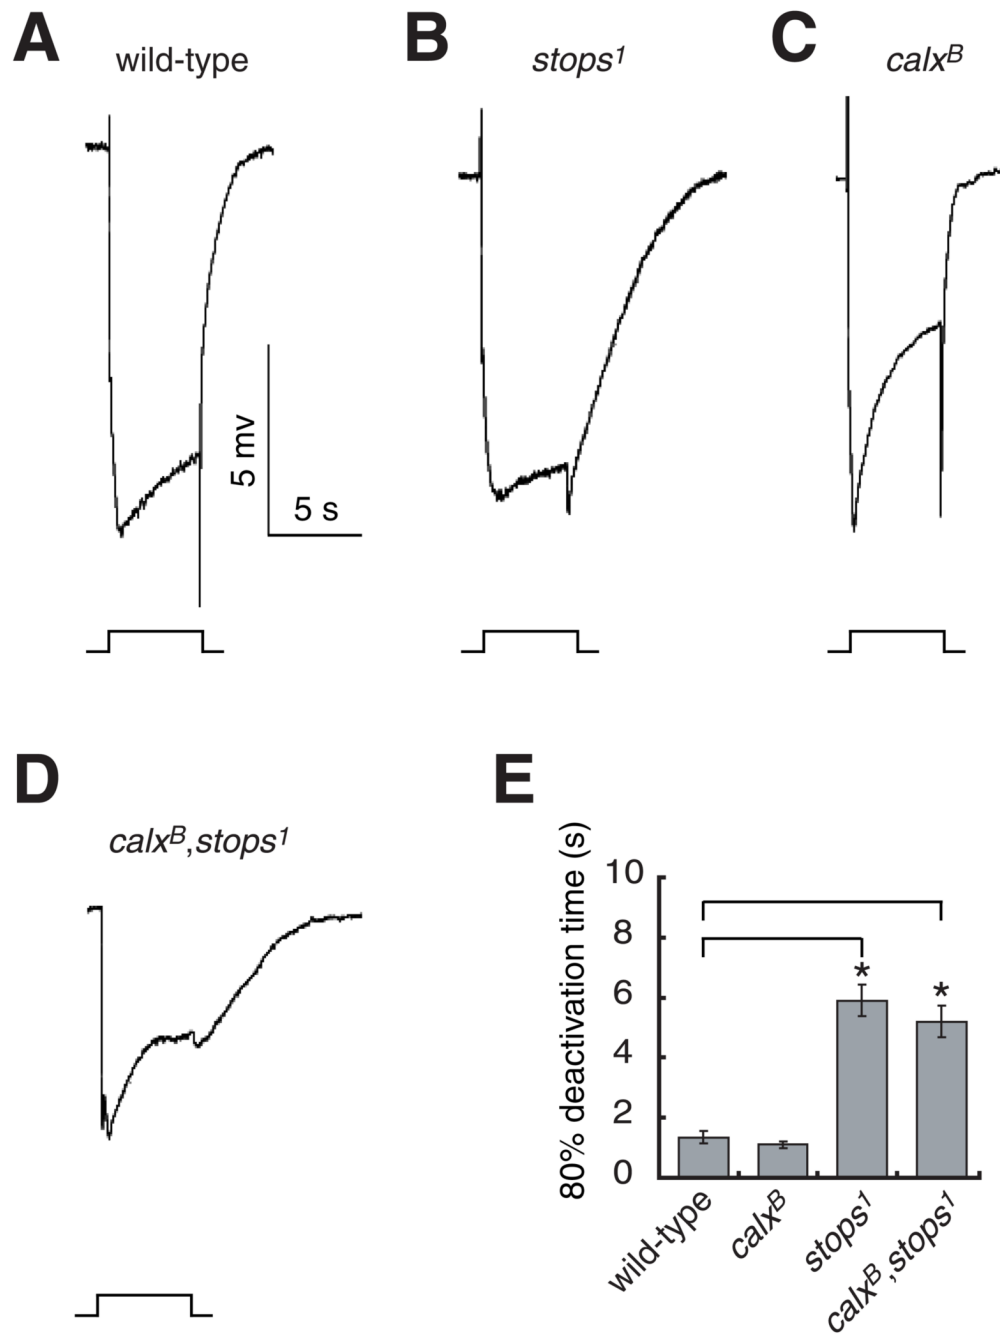 A
wild-type
B
stops¹
C
calxᴮ
5 mv
5 s
D
calxᴮ,stops¹
E
80% deactivation time (s)
10
8
6
4
2
0
*
*
wild-type
calxᴮ
stops¹
calxᴮ,stops¹